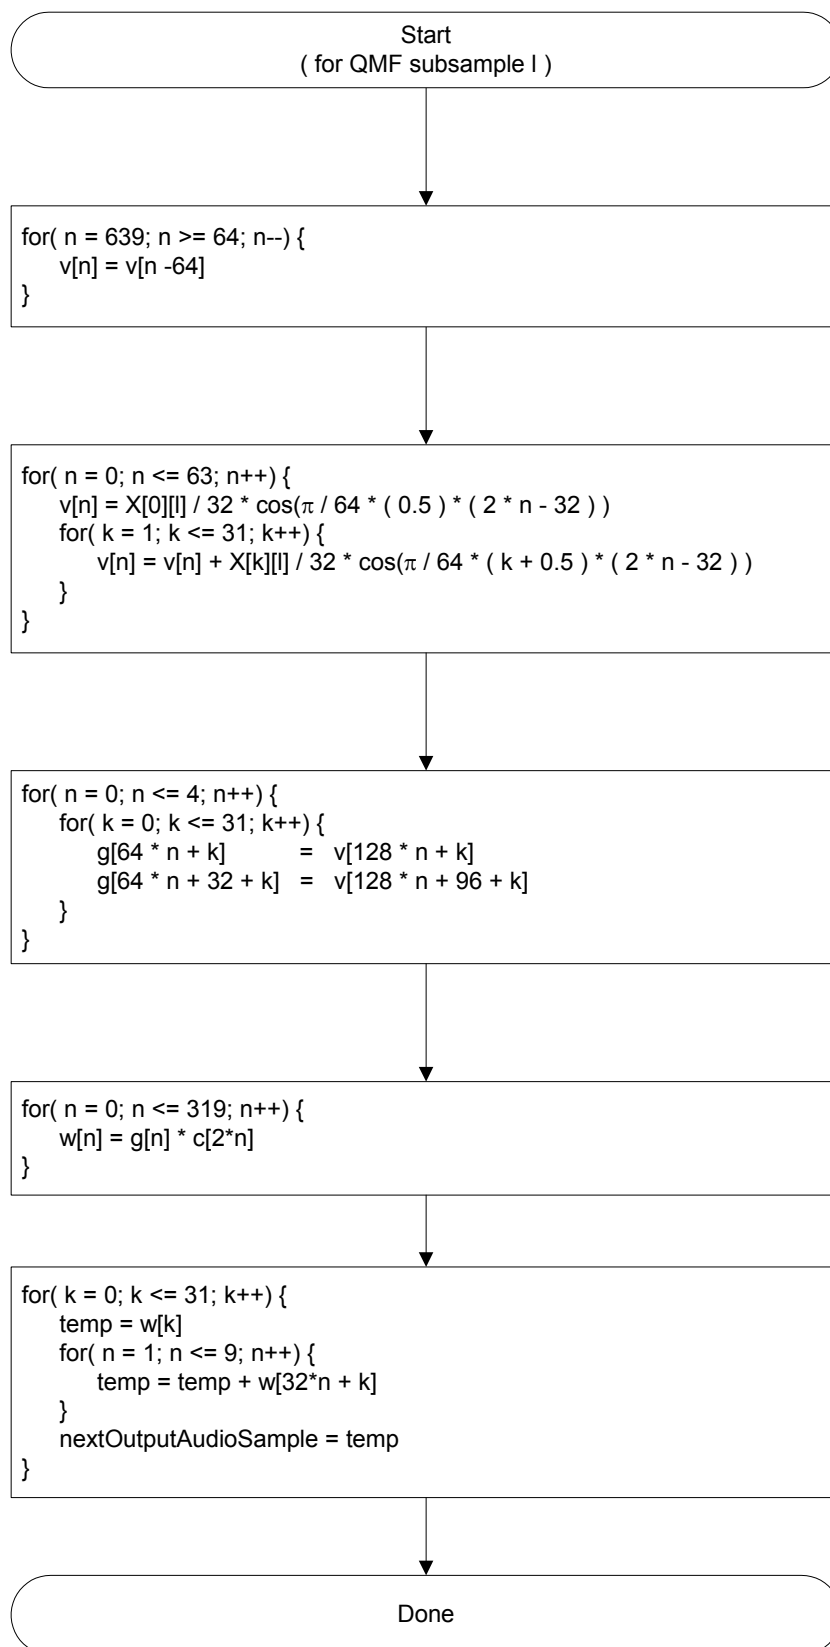 Start
( for QMF subsample l )
for( n = 639; n >= 64; n--) {
v[n] = v[n -64]
}
for( n = 0; n <= 63; n++) {
v[n] = X[0][l] / 32 * cos(π / 64 * ( 0.5 ) * ( 2 * n - 32 ) )
for( k = 1; k <= 31; k++) {
v[n] = v[n] + X[k][l] / 32 * cos(π / 64 * ( k + 0.5 ) * ( 2 * n - 32 ) )
}
}
for( n = 0; n <= 4; n++) {
for( k = 0; k <= 31; k++) {
g[64 * n + k] = v[128 * n + k]
g[64 * n + 32 + k] = v[128 * n + 96 + k]
}
}
for( n = 0; n <= 319; n++) {
w[n] = g[n] * c[2*n]
}
for( k = 0; k <= 31; k++) {
temp = w[k]
for( n = 1; n <= 9; n++) {
temp = temp + w[32*n + k]
}
nextOutputAudioSample = temp
}
Done